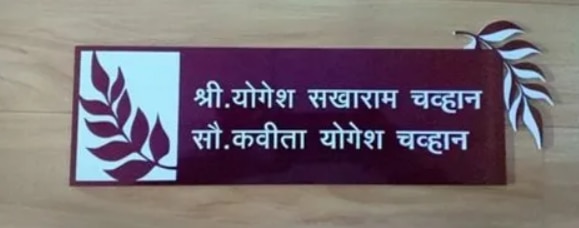 श्री.योगेश सखाराम चव्हान
सौ.कवीता योगेश चव्हान